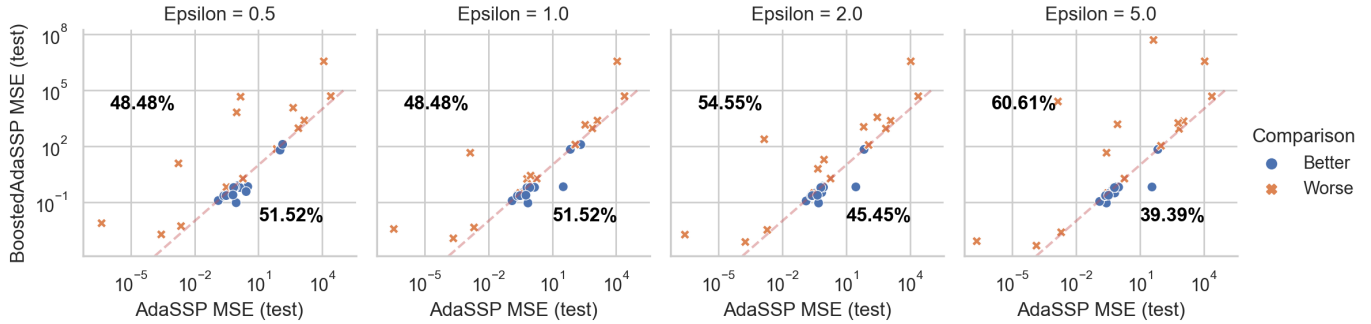 Epsilon = 0.5
Epsilon = 1.0
Epsilon = 2.0
Epsilon = 5.0
BoostedAdaSSP MSE (test)
10^8
10^5
10^2
10^−1
48.48%
51.52%
48.48%
51.52%
54.55%
45.45%
60.61%
39.39%
Comparison
Better
Worse
10^−5 10^−2 10^1 10^4
10^−5 10^−2 10^1 10^4
10^−5 10^−2 10^1 10^4
10^−5 10^−2 10^1 10^4
AdaSSP MSE (test)
AdaSSP MSE (test)
AdaSSP MSE (test)
AdaSSP MSE (test)